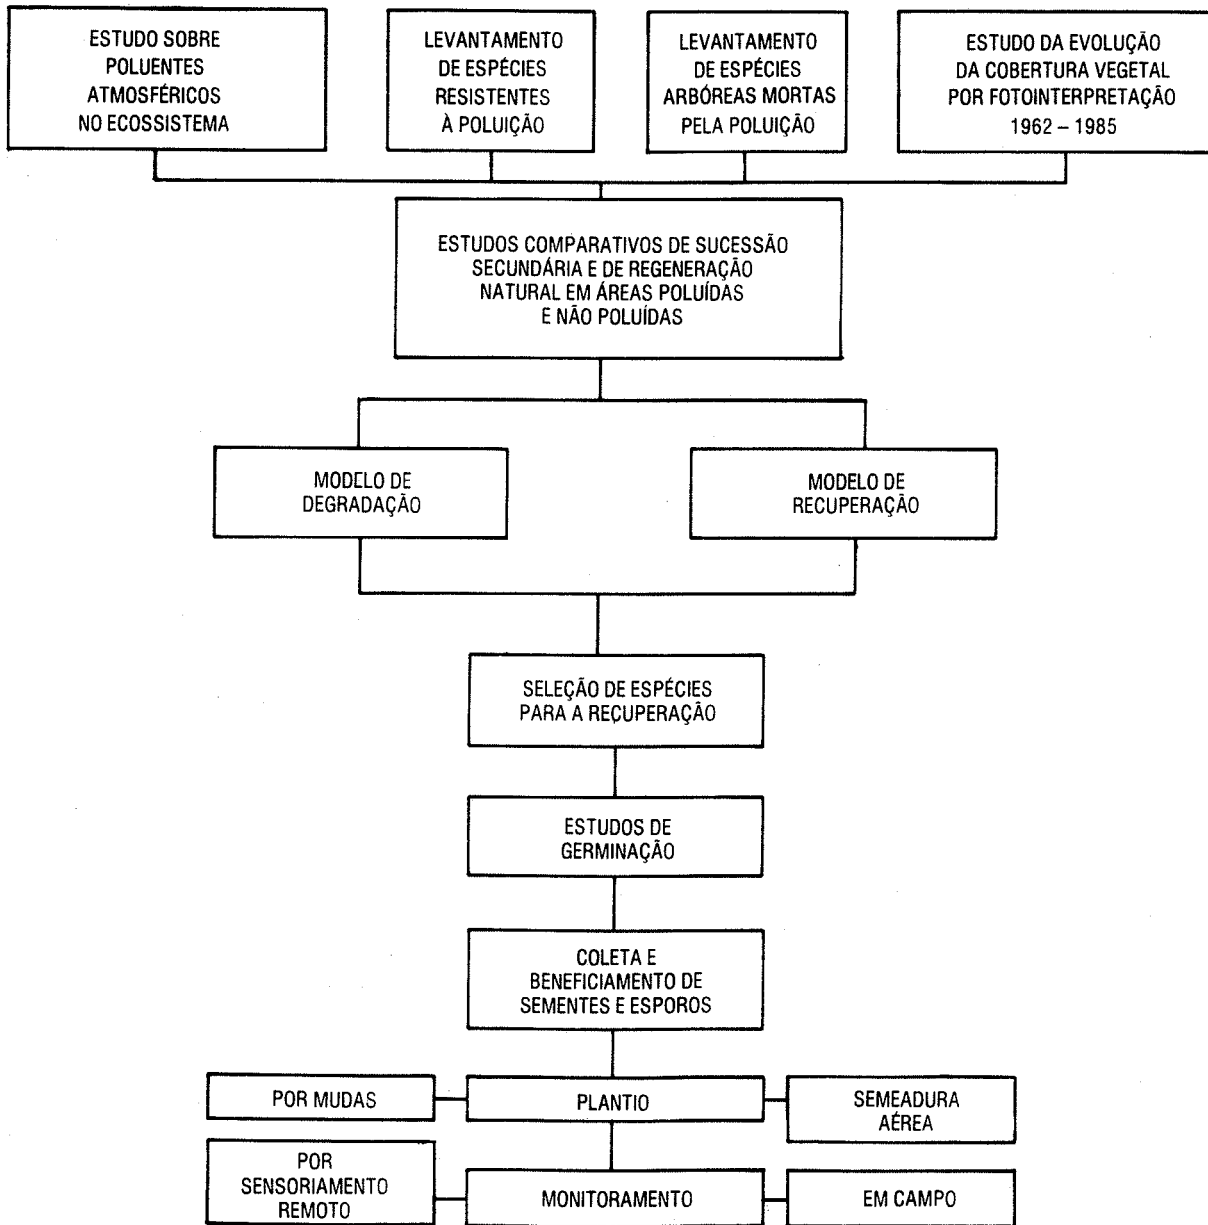 ESTUDO SOBRE
POLUENTES
ATMOSFÉRICOS
NO ECOSSISTEMA
LEVANTAMENTO
DE ESPÉCIES
RESISTENTES
À POLUIÇÃO
LEVANTAMENTO
DE ESPÉCIES
ARBÓREAS MORTAS
PELA POLUIÇÃO
ESTUDO DA EVOLUÇÃO
DA COBERTURA VEGETAL
POR FOTOINTERPRETAÇÃO
1962 – 1985
ESTUDOS COMPARATIVOS DE SUCESSÃO
SECUNDÁRIA E DE REGENERAÇÃO
NATURAL EM ÁREAS POLUÍDAS
E NÃO POLUÍDAS
MODELO DE
DEGRADAÇÃO
MODELO DE
RECUPERAÇÃO
SELEÇÃO DE ESPÉCIES
PARA A RECUPERAÇÃO
ESTUDOS DE
GERMINAÇÃO
COLETA E
BENEFICIAMENTO DE
SEMENTES E ESPOROS
POR MUDAS
PLANTIO
SEMEADURA
AÉREA
POR
SENSORIAMENTO
REMOTO
MONITORAMENTO
EM CAMPO